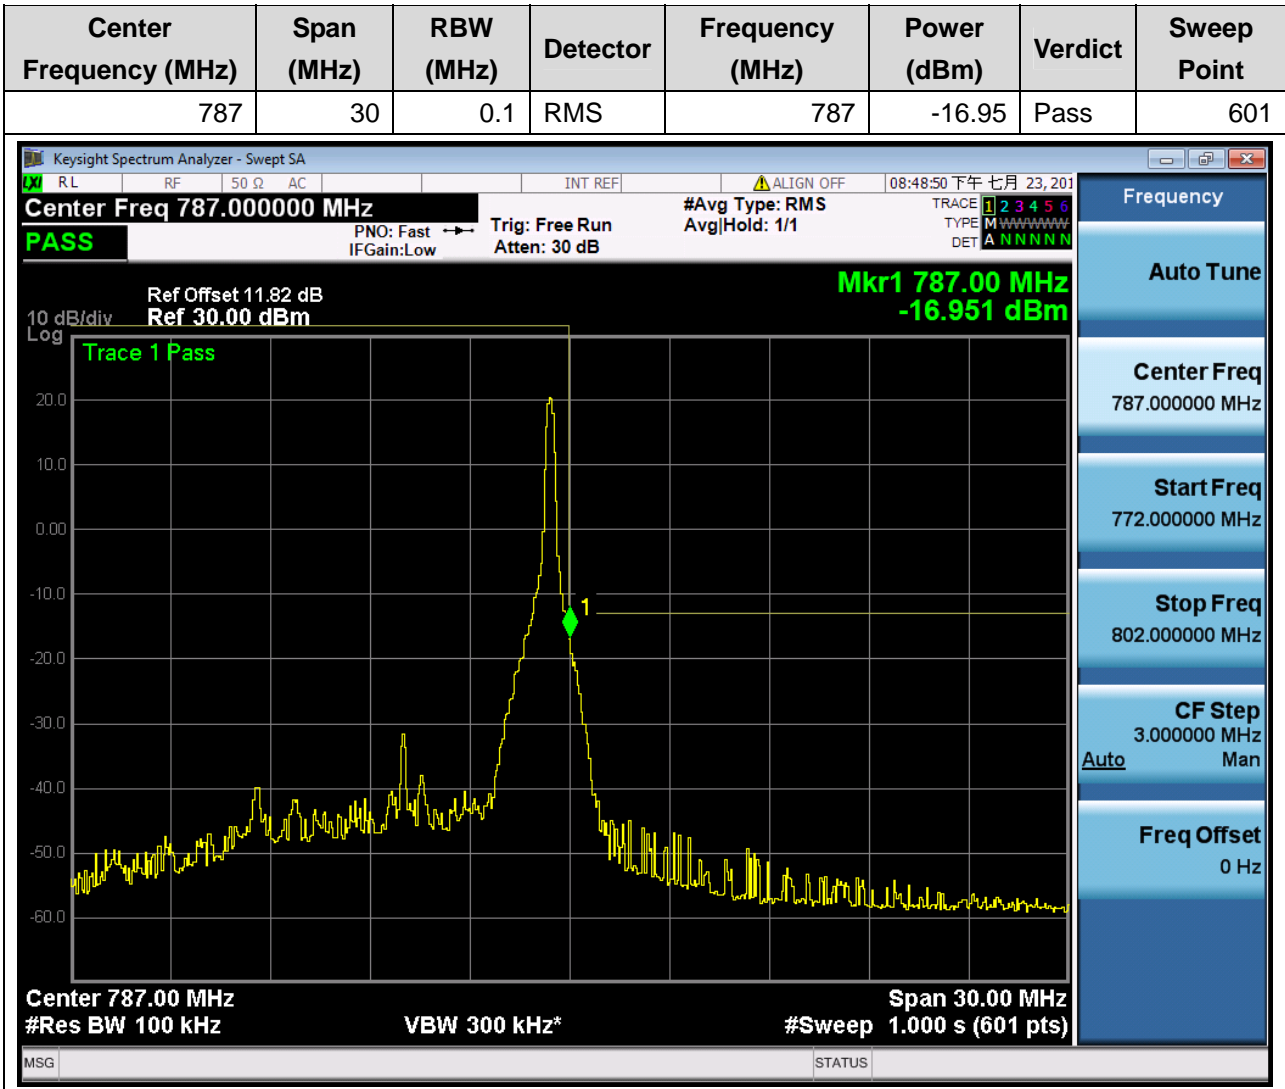 Center Frequency (MHz) Span (MHz) RBW (MHz) Detector Frequency (MHz) Power (dBm) Verdict Sweep Point
787 30 0.1 RMS 787 -16.95 Pass 601
Keysight Spectrum Analyzer - Swept SA
LXI RL RF 50 Ω AC INT REF ALIGN OFF 08:48:50 下午 七月 23, 201
Center Freq 787.000000 MHz
PASS
PNO: Fast
IFGain:Low
Trig: Free Run
Atten: 30 dB
#Avg Type: RMS
Avg|Hold: 1/1
TRACE 1 2 3 4 5 6
TYPE M WWWWW
DET A N N N N N
Mkr1 787.00 MHz
-16.951 dBm
Ref Offset 11.82 dB
10 dB/div Ref 30.00 dBm
Log
Trace 1 Pass
20.0
10.0
0.00
-10.0
1
-20.0
-30.0
-40.0
-50.0
-60.0
Center 787.00 MHz Span 30.00 MHz
#Res BW 100 kHz VBW 300 kHz* #Sweep 1.000 s (601 pts)
MSG STATUS
Frequency
Auto Tune
Center Freq
787.000000 MHz
Start Freq
772.000000 MHz
Stop Freq
802.000000 MHz
CF Step
3.000000 MHz
Auto Man
Freq Offset
0 Hz